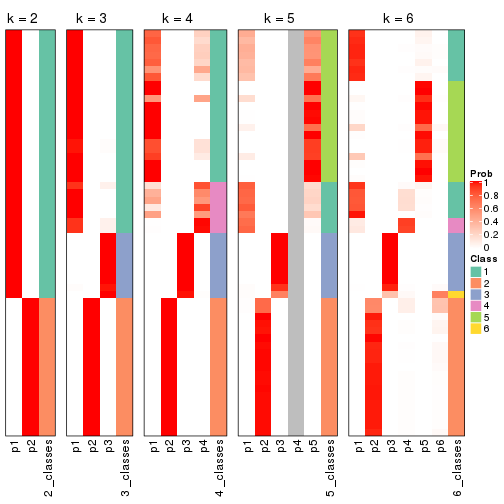 k = 2
k = 3
k = 4
k = 5
k = 6
p1
p2
2_classes
p1
p2
p3
3_classes
p1
p2
p3
p4
4_classes
p1
p2
p3
p4
p5
5_classes
p1
p2
p3
p4
p5
p6
6_classes
Prob
1
0.8
0.6
0.4
0.2
0
Class
1
2
3
4
5
6